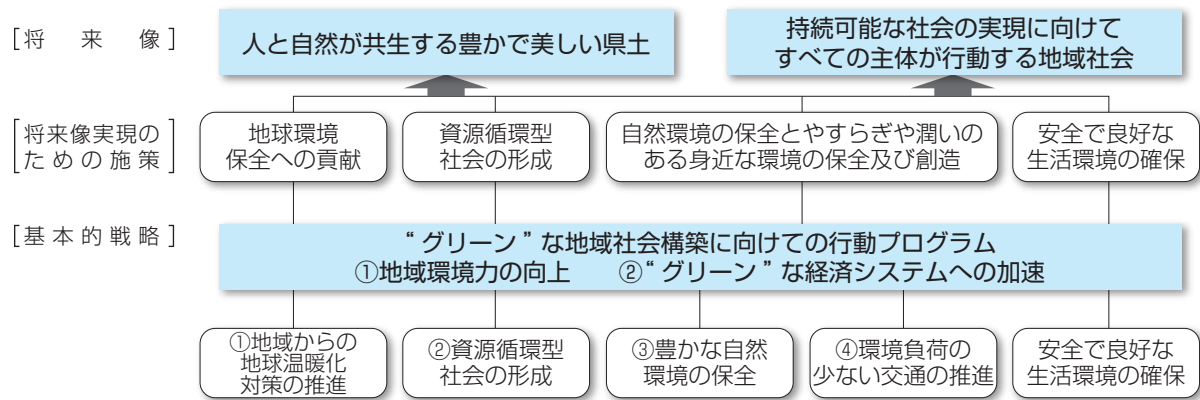 [将来像]
人と自然が共生する豊かで美しい県土
持続可能な社会の実現に向けて
すべての主体が行動する地域社会
[将来像実現の
ための施策]
地球環境
保全への貢献
資源循環型
社会の形成
自然環境の保全とやすらぎや潤いの
ある身近な環境の保全及び創造
安全で良好な
生活環境の確保
[基本的戦略]
“グリーン”な地域社会構築に向けての行動プログラム
①地域環境力の向上　②“グリーン”な経済システムへの加速
①地域からの
地球温暖化
対策の推進
②資源循環型
社会の形成
③豊かな自然
環境の保全
④環境負荷の
少ない交通の推進
安全で良好な
生活環境の確保